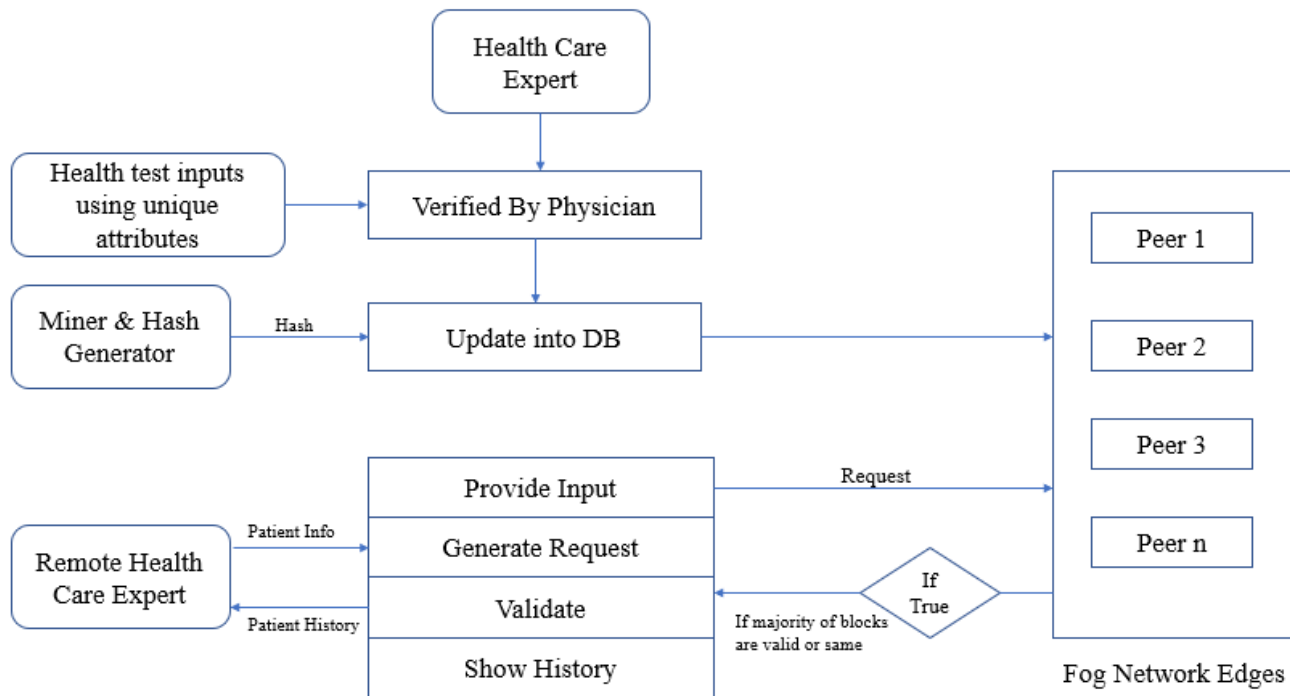 Health Care
Expert
Health test inputs
using unique
attributes
Verified By Physician
Peer 1
Miner & Hash
Generator
Hash
Update into DB
Peer 2
Peer 3
Provide Input
Request
Remote Health
Care Expert
Patient Info
Generate Request
Peer n
If
True
Validate
Patient History
If majority of blocks
are valid or same
Show History
Fog Network Edges